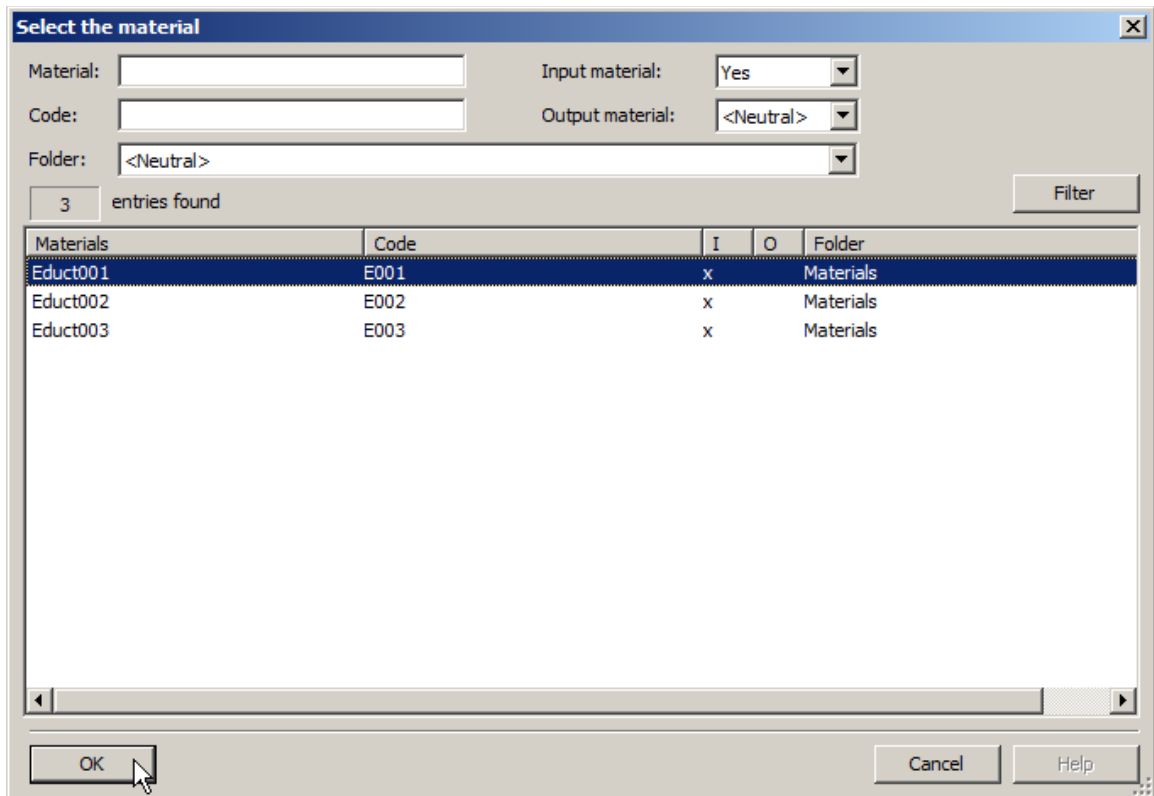 Select the material
Material: Input material: Yes
Code: Output material: <Neutral>
Folder: <Neutral>
3 entries found Filter
Materials Code I O Folder
Educt001 E001 x Materials
Educt002 E002 x Materials
Educt003 E003 x Materials
OK Cancel Help